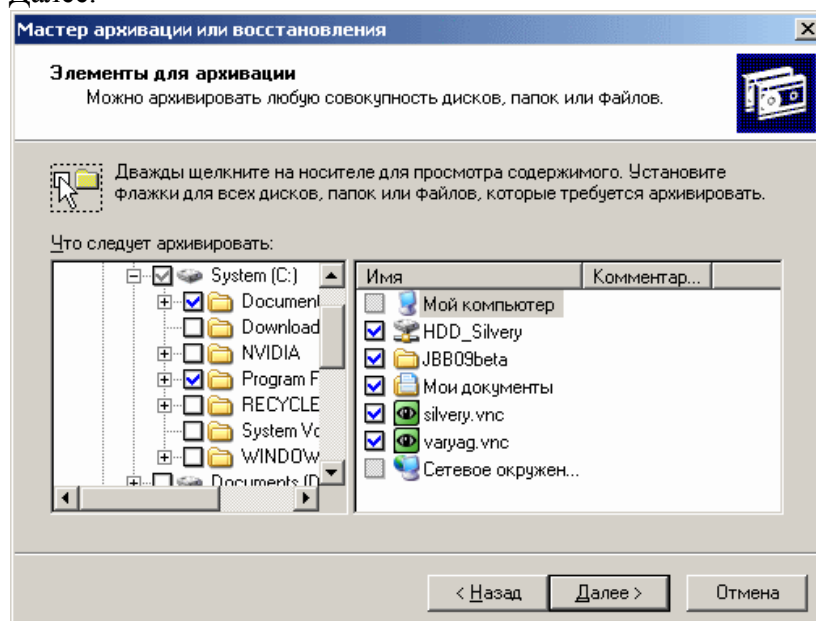 Далее.
Мастер архивации или восстановления
Элементы для архивации
Можно архивировать любую совокупность дисков, папок или файлов.
Дважды щелкните на носителе для просмотра содержимого. Установите
флажки для всех дисков, папок или файлов, которые требуется архивировать.
Что следует архивировать:
System (C:)
Document
Download
NVIDIA
Program F
RECYCLE
System Vo
WINDOW
Documents (D
Имя
Комментар...
Мой компьютер
HDD_Silvery
JBB09beta
Мои документы
silvery.vnc
varyag.vnc
Сетевое окружен...
< Назад
Далее >
Отмена